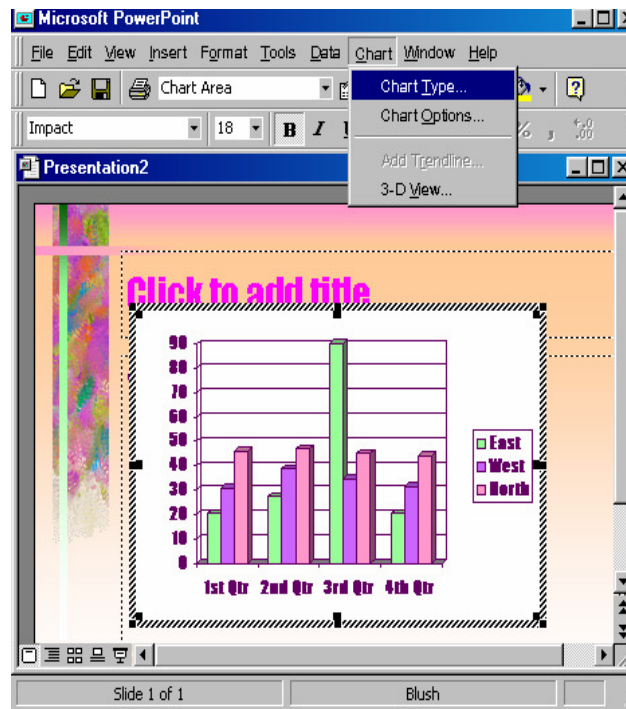 Microsoft PowerPoint
File Edit View Insert Format Tools Data Chart Window Help
Chart Area
Chart Type...
Chart Options...
Add Trendline...
3-D View...
Impact 18 B I
% , .00
Presentation2
Click to add title
90
80
70
60
50
40
30
20
10
0
1st Qtr 2nd Qtr 3rd Qtr 4th Qtr
East
West
North
Slide 1 of 1 Blush